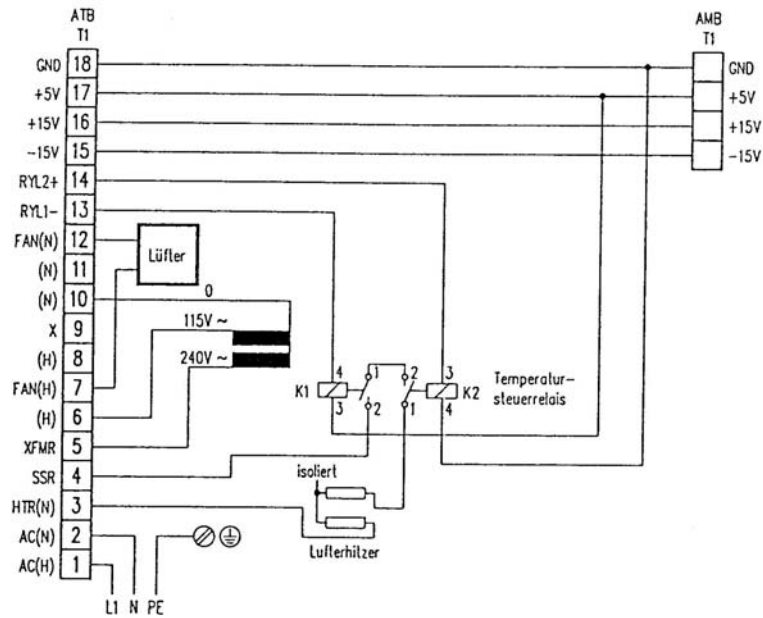 ATB
T1
AMB
T1
GND 18
GND
+5V 17
+5V
+15V 16
+15V
-15V 15
-15V
RYL2+ 14
RYL1- 13
FAN(N) 12
Lüfter
(N) 11
(N) 10
0
X 9
115V ~
(H) 8
240V ~
FAN(H) 7
(H) 6
XFMR 5
SSR 4
HTR(N) 3
AC(N) 2
AC(H) 1
4 1 2 3
K1
K2
3 2 1 4
Temperatur-
steuerrelais
isoliert
Lufterhitzer
L1 N PE